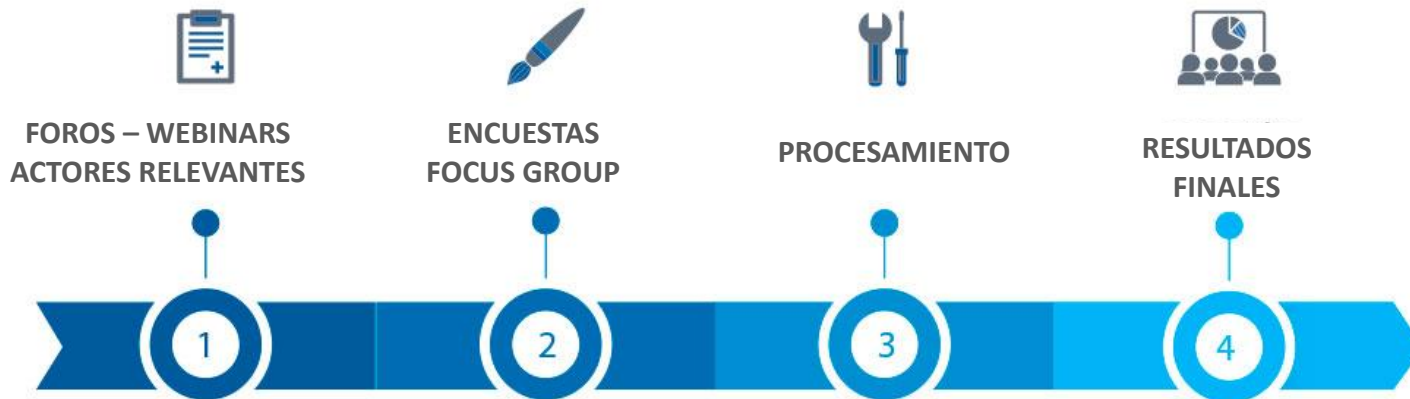 FOROS – WEBINARS
ACTORES RELEVANTES
ENCUESTAS
FOCUS GROUP
PROCESAMIENTO
RESULTADOS
FINALES
1
2
3
4